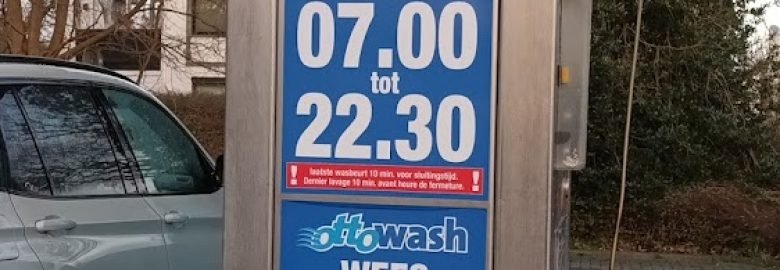 07.00
tot
22.30
! laatste wasbeurt 10 min. voor sluitingstijd. !
Dernier lavage 10 min. avant heure de fermeture.
ottowash
WEES